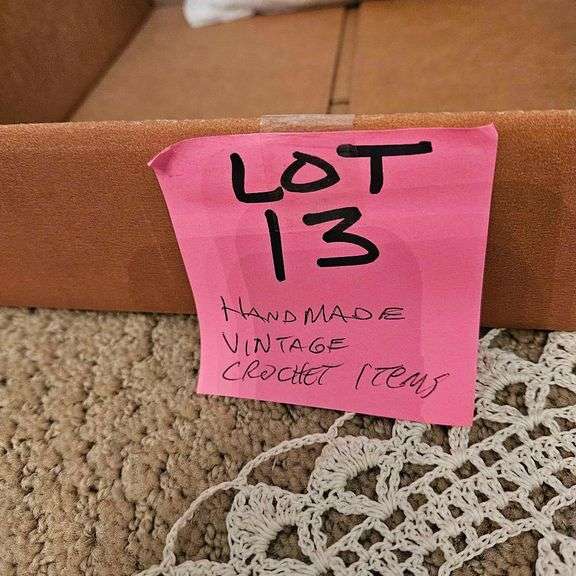 LOT
13
HANDMADE
VINTAGE
CROCHET ITEMS